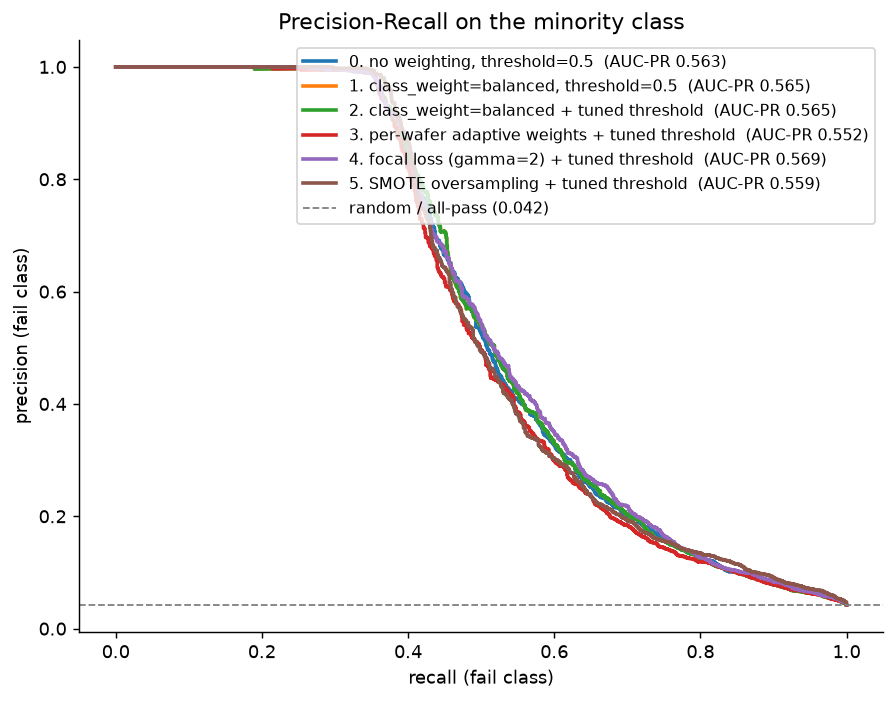 Precision-Recall on the minority class
0. no weighting, threshold=0.5 (AUC-PR 0.563)
1. class_weight=balanced, threshold=0.5 (AUC-PR 0.565)
2. class_weight=balanced + tuned threshold (AUC-PR 0.565)
3. per-wafer adaptive weights + tuned threshold (AUC-PR 0.552)
4. focal loss (gamma=2) + tuned threshold (AUC-PR 0.569)
5. SMOTE oversampling + tuned threshold (AUC-PR 0.559)
random / all-pass (0.042)
precision (fail class)
1.0
0.8
0.6
0.4
0.2
0.0
0.0 0.2 0.4 0.6 0.8 1.0
recall (fail class)